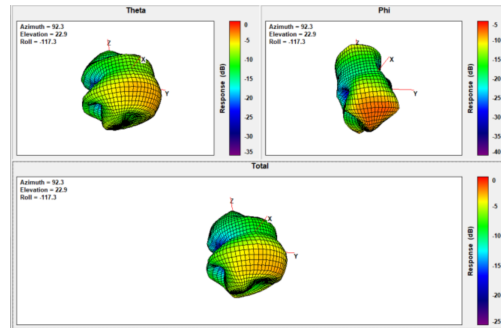 Theta
Azimuth = 92.3
Elevation = 22.9
Roll = -117.3
Z
X
Y
0
-5
-10
-15
-20
-25
-30
-35
Response (dB)
Phi
Azimuth = 92.3
Elevation = 22.9
Roll = -117.3
Z
X
Y
-5
-10
-15
-20
-25
-30
-35
-40
Response (dB)
Total
Azimuth = 92.3
Elevation = 22.9
Roll = -117.3
Z
X
Y
0
-5
-10
-15
-20
-25
Response (dB)